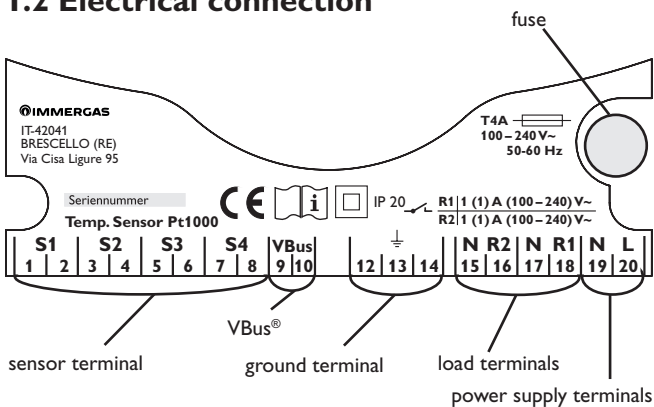 1.2 Electrical connection
fuse
IMMERGAS
IT-42041
BRESCELLO (RE)
Via Cisa Ligure 95
T4A
100 – 240 V~
50-60 Hz
Seriennummer
Temp. Sensor Pt1000
CE i IP 20
R1 1 (1) A (100 – 240) V~
R2 1 (1) A (100 – 240) V~
S1 S2 S3 S4 VBus N R2 N R1 N L
1 2 3 4 5 6 7 8 9 10 12 13 14 15 16 17 18 19 20
VBus®
sensor terminal ground terminal load terminals
power supply terminals